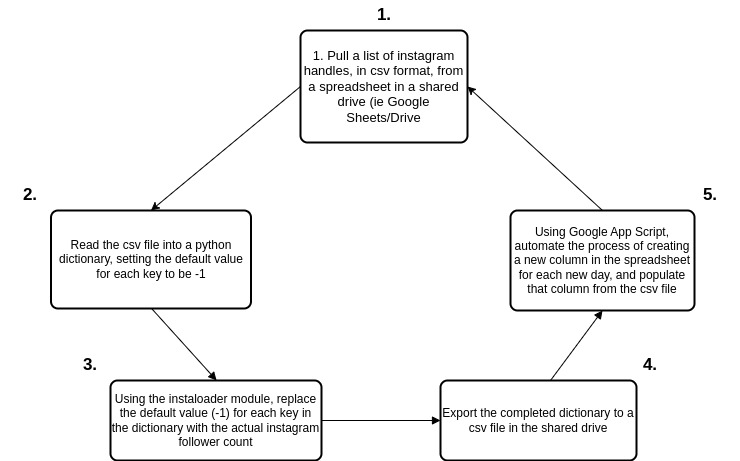 1.
1. Pull a list of instagram
handles, in csv format, from
a spreadsheet in a shared
drive (ie Google
Sheets/Drive
2.
Read the csv file into a python
dictionary, setting the default value
for each key to be -1
3.
Using the instaloader module, replace
the default value (-1) for each key in
the dictionary with the actual instagram
follower count
4.
Export the completed dictionary to a
csv file in the shared drive
5.
Using Google App Script,
automate the process of creating
a new column in the spreadsheet
for each new day, and populate
that column from the csv file